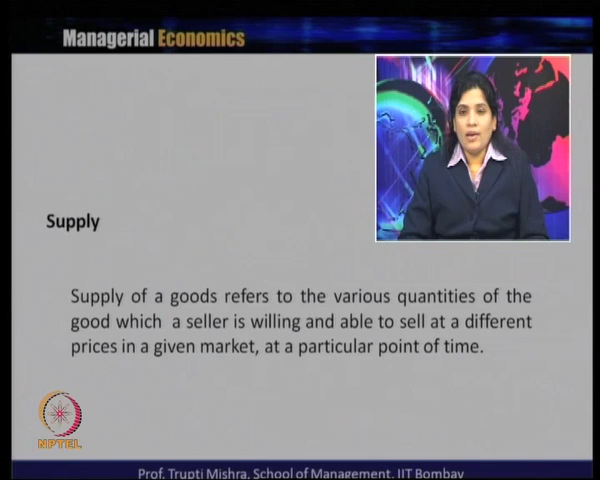 Managerial Economics
Supply
Supply of a goods refers to the various quantities of the
good which a seller is willing and able to sell at a different
prices in a given market, at a particular point of time.
NPTEL
Prof. Trupti Mishra, School of Management, IIT Bombay